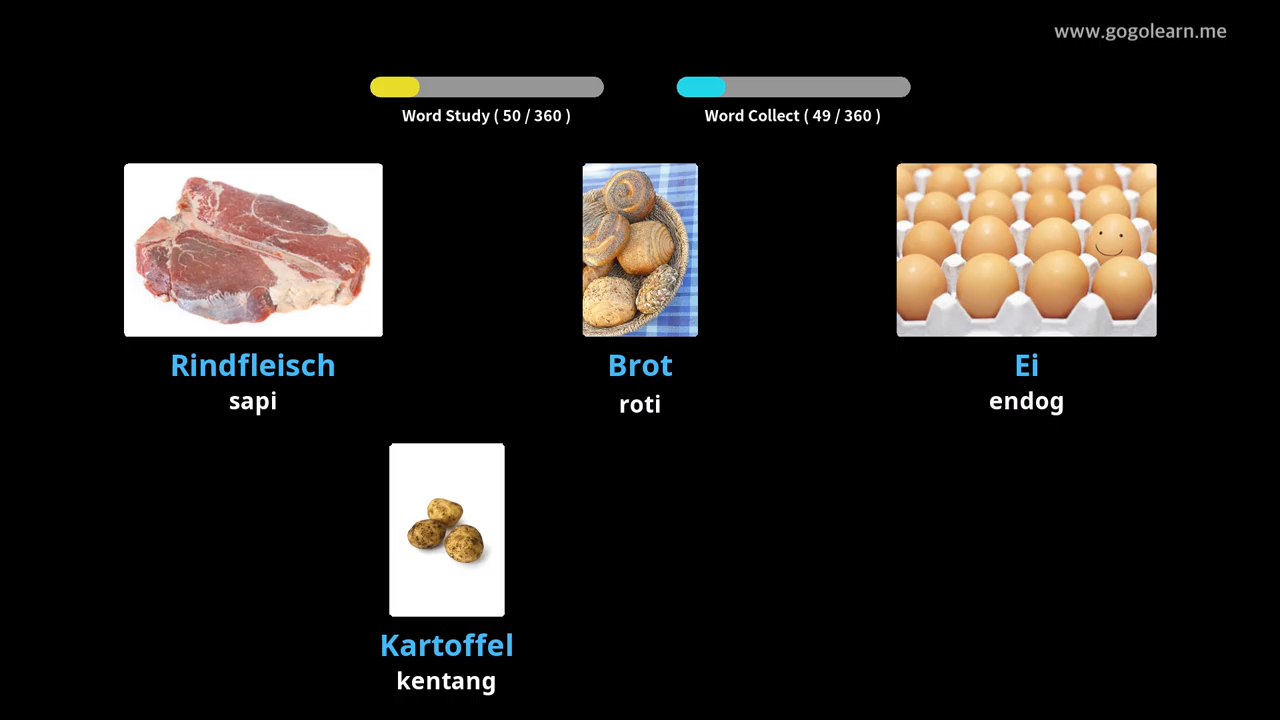 www.gogolearn.me
Word Study ( 50 / 360 )
Word Collect ( 49 / 360 )
Rindfleisch
sapi
Brot
roti
Ei
endog
Kartoffel
kentang